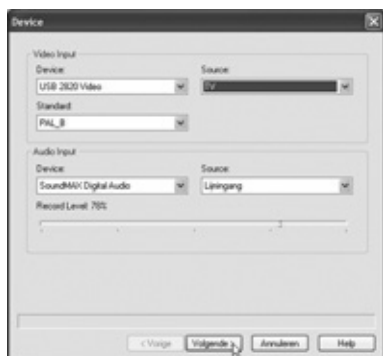 Device
Video Input
Device:
Source:
USB 2820 Video
TV
Standard:
PAL_B
Audio Input
Device:
Source:
SoundMAX Digital Audio
Lijningang
Record Level: 78%
< Vorige
Volgende >
Annuleren
Help